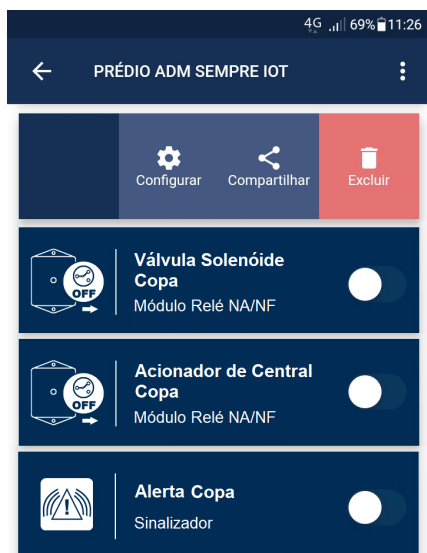 4G 69% 11:26
PRÉDIO ADM SEMPRE IOT
Configurar Compartilhar Excluir
Válvula Solenóide
Copa
OFF
Módulo Relé NA/NF
Acionador de Central
Copa
OFF
Módulo Relé NA/NF
Alerta Copa
Sinalizador